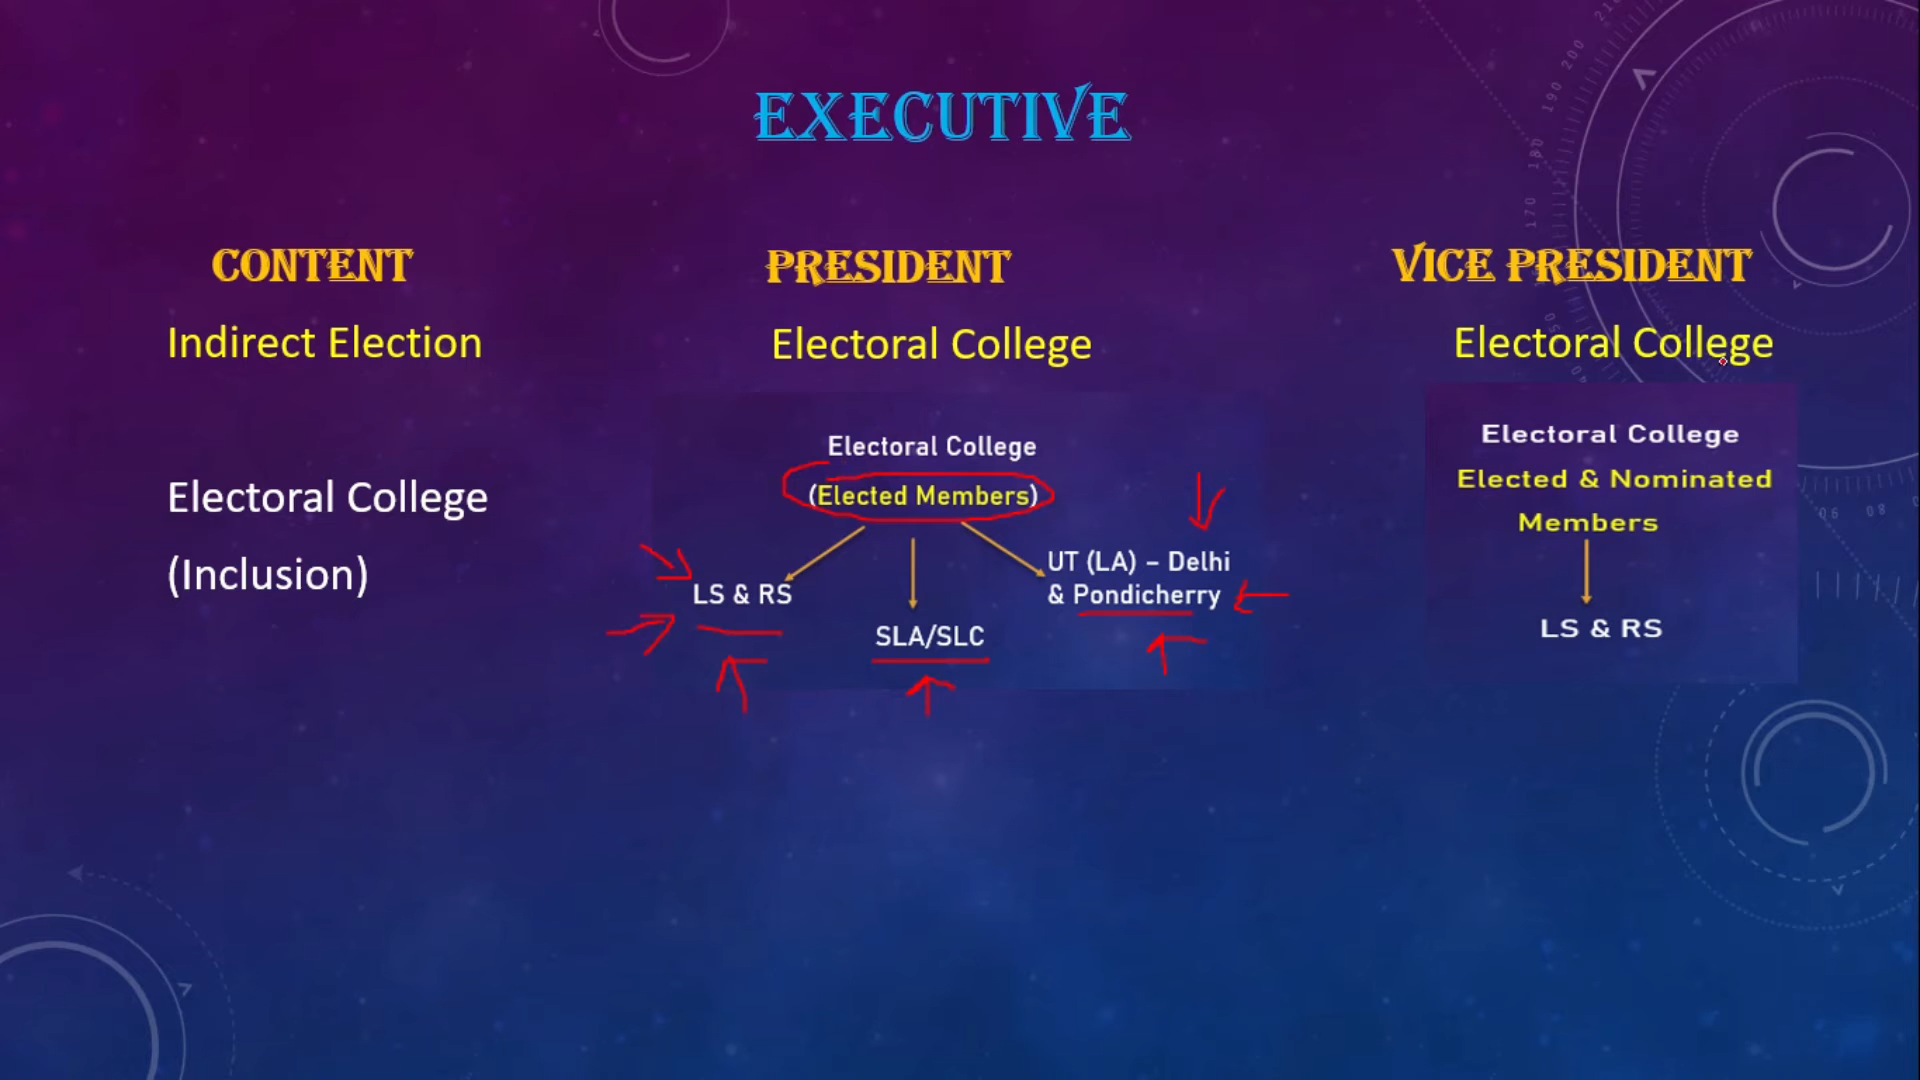 EXECUTIVE
CONTENT
PRESIDENT
VICE PRESIDENT
Indirect Election
Electoral College
Electoral College
Electoral College
(Inclusion)
Electoral College
(Elected Members)
LS & RS
SLA/SLC
UT (LA) – Delhi
& Pondicherry
Electoral College
Elected & Nominated
Members
LS & RS